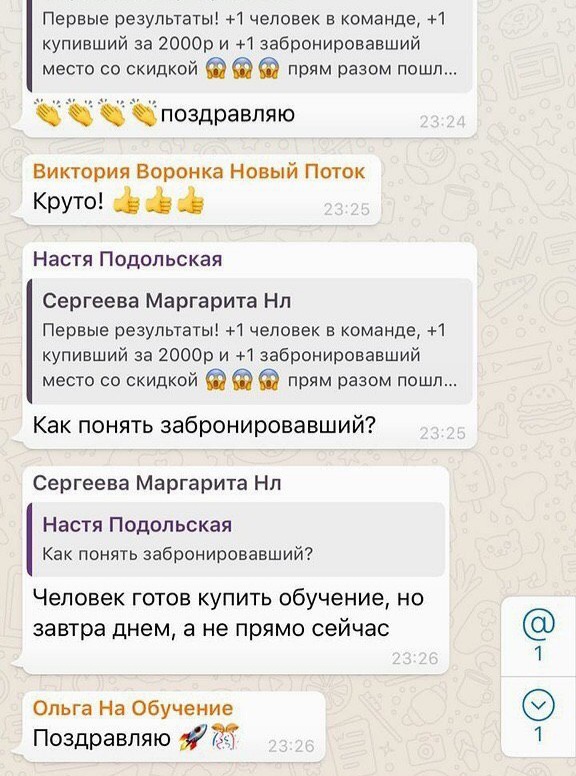 Первые результаты! +1 человек в команде, +1
купивший за 2000р и +1 забронировавший
место со скидкой 😱😱😱 прям разом пошл...
👏👏👏👏поздравляю
23:24
Виктория Воронка Новый Поток
Круто! 👍👍👍
23:25
Настя Подольская
Сергеева Маргарита Нл
Первые результаты! +1 человек в команде, +1
купивший за 2000р и +1 забронировавший
место со скидкой 😱😱😱 прям разом пошл...
Как понять забронировавший?
23:25
Сергеева Маргарита Нл
Настя Подольская
Как понять забронировавший?
Человек готов купить обучение, но
завтра днем, а не прямо сейчас
23:26
@
1
Ольга На Обучение
Поздравляю 🚀🎊
23:26
1